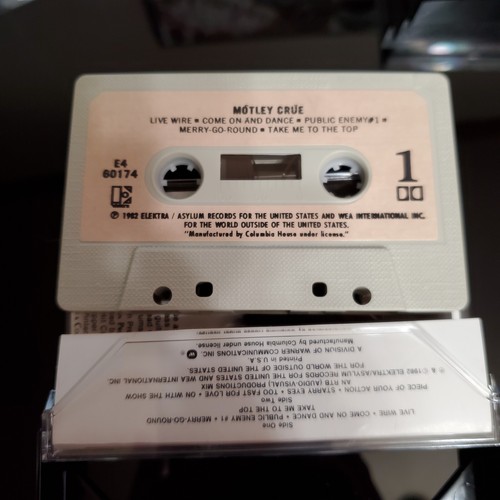 MÖTLEY CRÜE
LIVE WIRE ■ COME ON AND DANCE ■ PUBLIC ENEMY#1 ■
MERRY-GO-ROUND ■ TAKE ME TO THE TOP
E4
60174
1
℗ 1982 ELEKTRA / ASYLUM RECORDS FOR THE UNITED STATES AND WEA INTERNATIONAL INC.
FOR THE WORLD OUTSIDE OF THE UNITED STATES.
"Manufactured by Columbia House under license."
Side One
LIVE WIRE • COME ON AND DANCE • PUBLIC ENEMY #1 • MERRY-GO-ROUND
TAKE ME TO THE TOP
Side Two
PIECE OF YOUR ACTION • STARRY EYES • TOO FAST FOR LOVE • ON WITH THE SHOW
AN RTB (AUDIO/VISUAL) PRODUCTIONS MIX
℗ & © 1982 ELEKTRA/ASYLUM RECORDS FOR THE UNITED STATES AND WEA INTERNATIONAL INC.
FOR THE WORLD OUTSIDE OF THE UNITED STATES.
Printed in U.S.A.
A DIVISION OF WARNER COMMUNICATIONS INC.
Manufactured by Columbia House under license